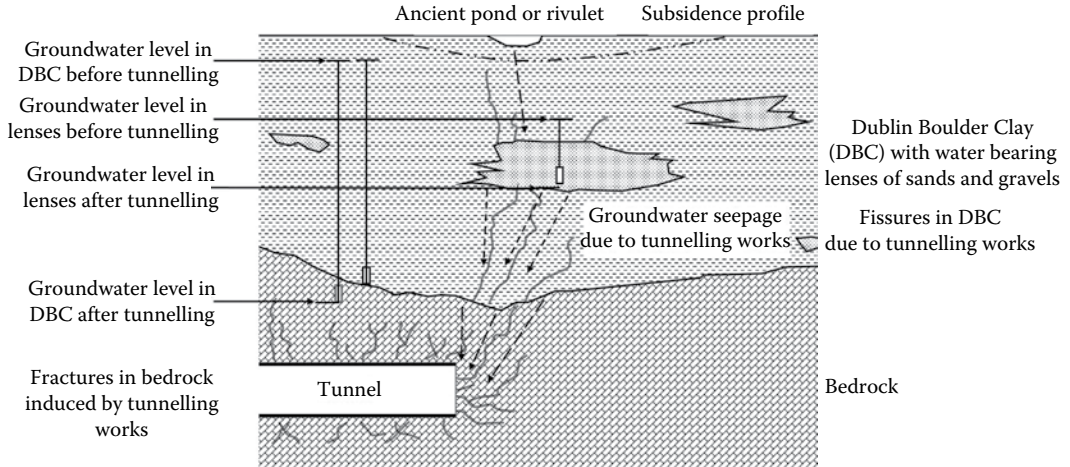 Ancient pond or rivulet
Subsidence profile
Groundwater level in
DBC before tunnelling
Groundwater level in
lenses before tunnelling
Groundwater level in
lenses after tunnelling
Groundwater level in
DBC after tunnelling
Fractures in bedrock
induced by tunnelling
works
Tunnel
Groundwater seepage
due to tunnelling works
Dublin Boulder Clay
(DBC) with water bearing
lenses of sands and gravels
Fissures in DBC
due to tunnelling works
Bedrock